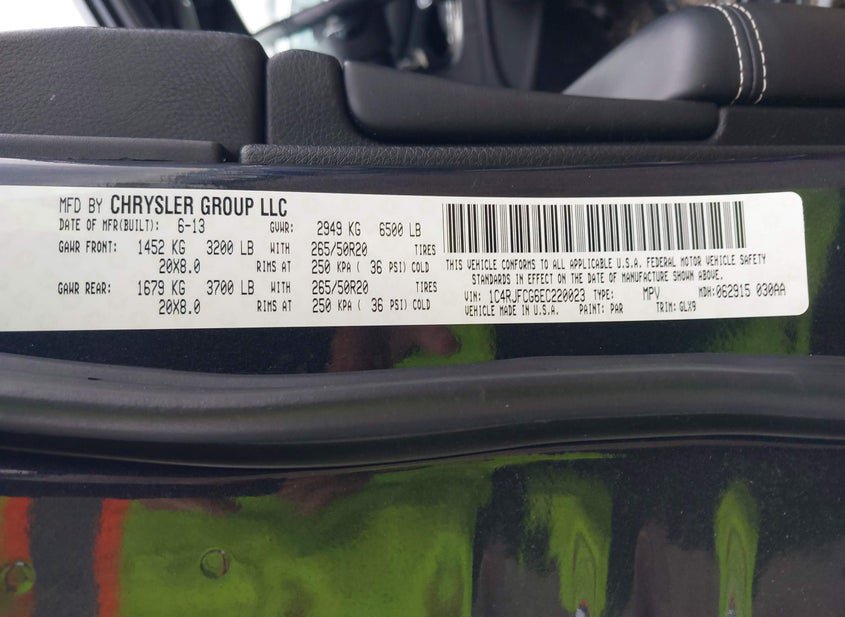 MFD BY CHRYSLER GROUP LLC
DATE OF MFR(BUILT): 6-13 GVWR: 2949 KG 6500 LB
GAWR FRONT: 1452 KG 3200 LB WITH 265/50R20 TIRES
20X8.0 RIMS AT 250 KPA ( 36 PSI) COLD
GAWR REAR: 1679 KG 3700 LB WITH 265/50R20 TIRES
20X8.0 RIMS AT 250 KPA ( 36 PSI) COLD
THIS VEHICLE CONFORMS TO ALL APPLICABLE U.S.A. FEDERAL MOTOR VEHICLE SAFETY
STANDARDS IN EFFECT ON THE DATE OF MANUFACTURE SHOWN ABOVE.
VIN: 1C4RJFCG6EC220023 TYPE: MPV MDH: 062915 030AA
VEHICLE MADE IN U.S.A. PAINT: PAR TRIM: GLX9